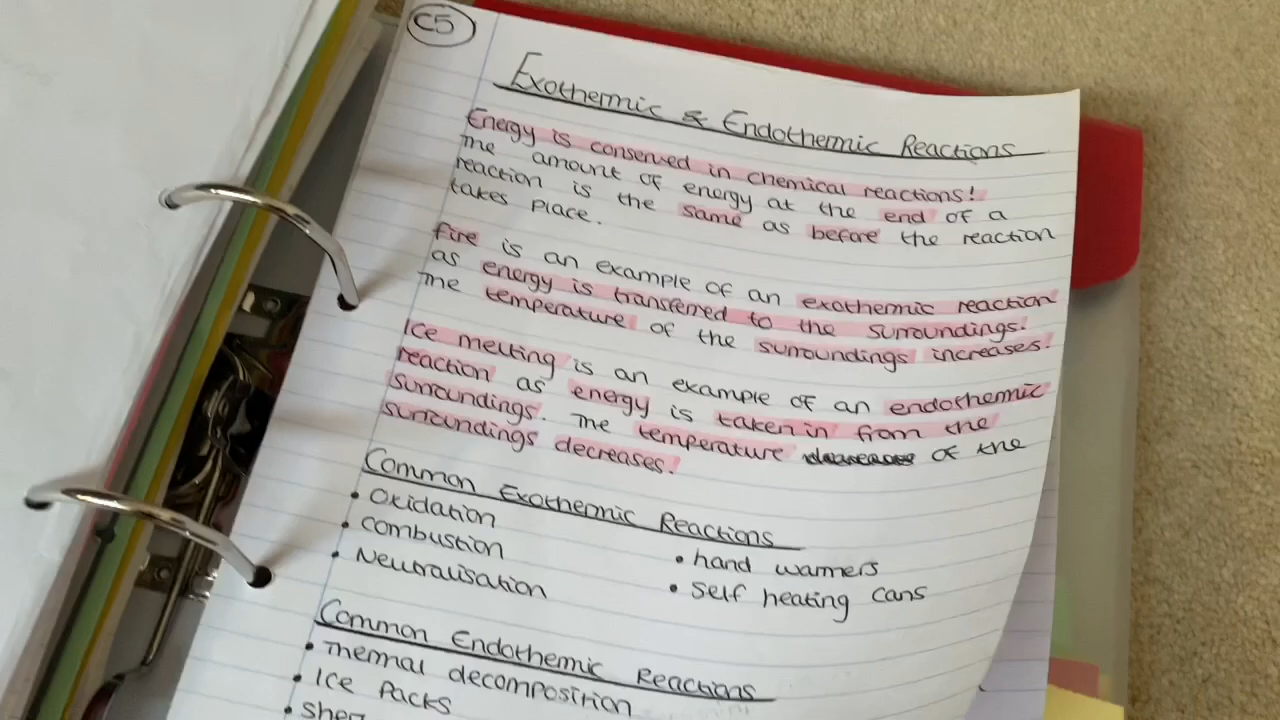 C5
Exothermic & Endothermic Reactions
Energy is conserved in chemical reactions!
The amount of energy at the end of a
reaction is the same as before the reaction
takes place.
fire is an example of an exothermic reaction
as energy is transferred to the surroundings.
The temperature of the surroundings increases.
Ice melting is an example of an endothermic
reaction as energy is taken in from the
surroundings. The temperature decreases of the
surroundings decreases.
Common Exothermic Reactions
• Oxidation
• Combustion
• Neutralisation
• hand warmers
• Self heating cans
Common Endothermic Reactions
• Thermal decomposition
• Ice Packs